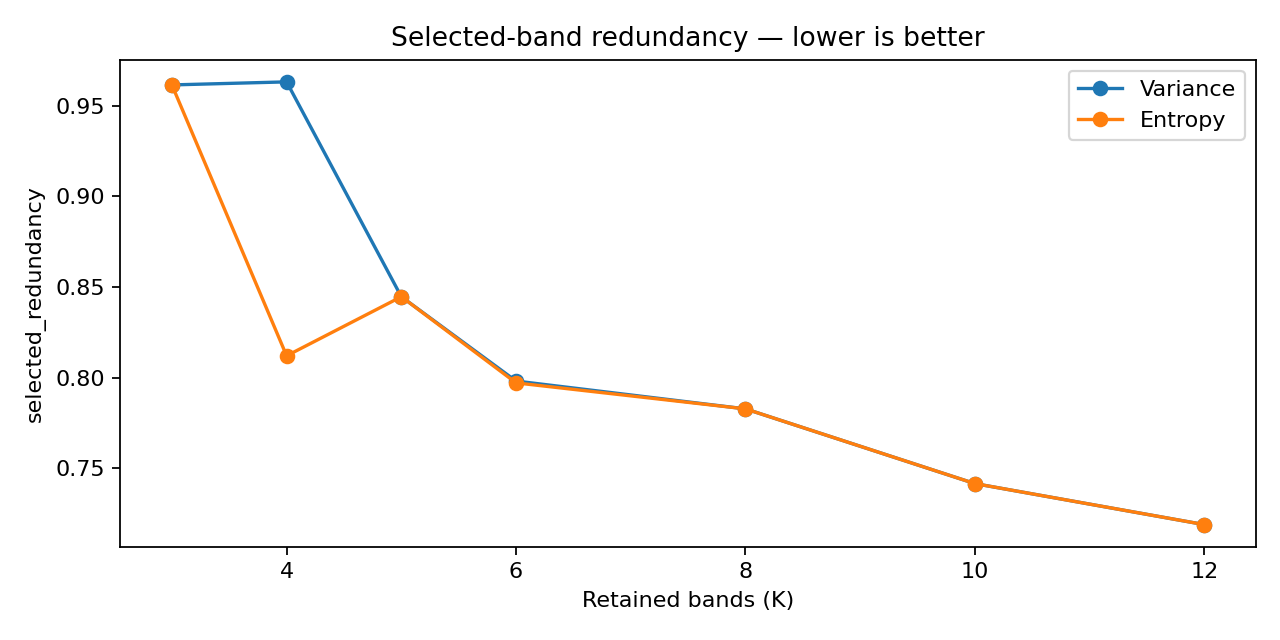 Selected-band redundancy — lower is better
Variance
Entropy
selected_redundancy
0.95
0.90
0.85
0.80
0.75
4 6 8 10 12
Retained bands (K)